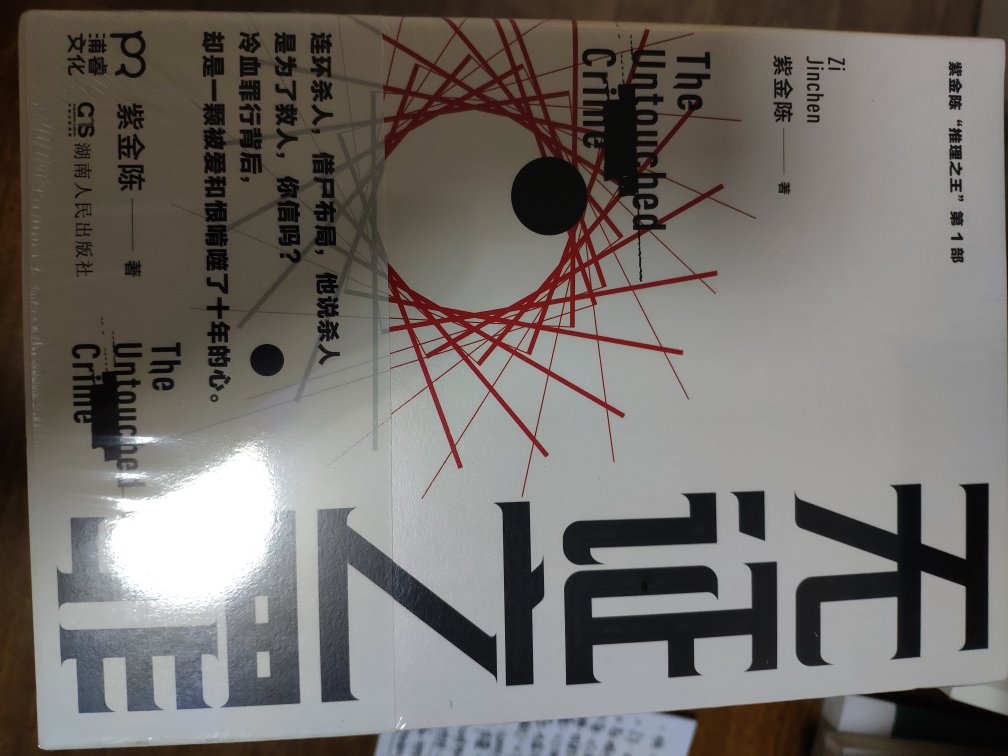 紫金陈“推理之王”第1部
Zi
Jinchen
紫金陈
著
The
Untouched
Crime
无证之罪
连环杀人，借尸布局，他说杀人
是为了救人，你信吗？
冷血罪行背后，
却是一颗被爱和恨啃噬了十年的心。
The
Untouched
Crime
紫金陈
著
浦睿
文化
CS湖南人民出版社